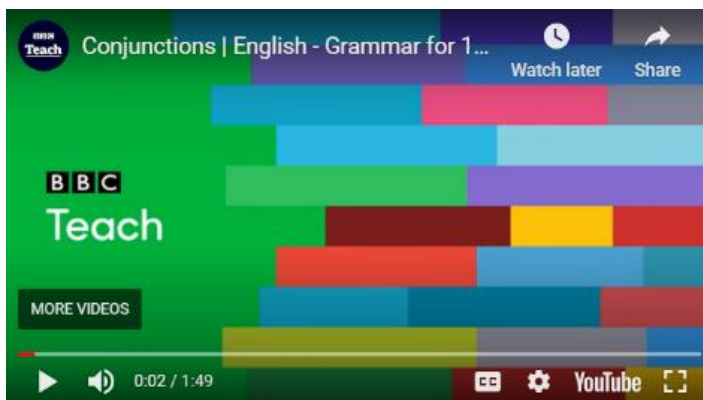 BBC
Teach
Conjunctions | English - Grammar for 1...
Watch later
Share
BBC
Teach
MORE VIDEOS
0:02 / 1:49
CC
YouTube